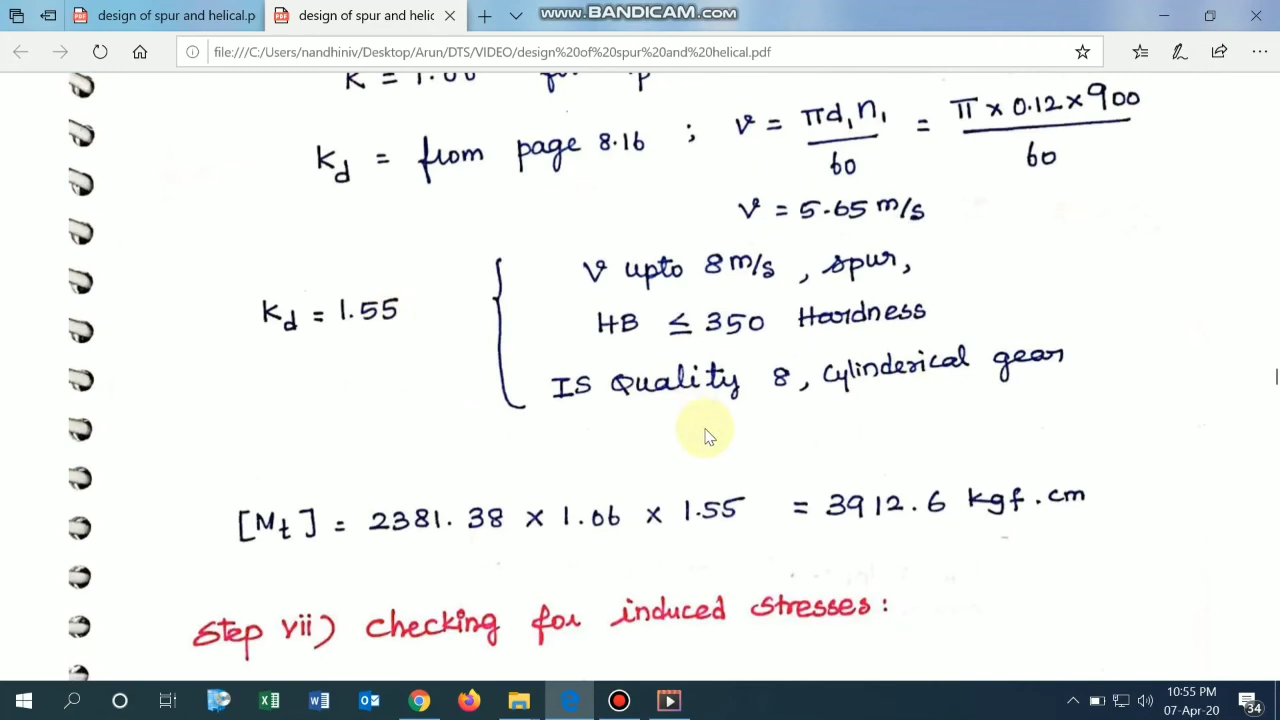 design of spur and helical.p
design of spur and helic
www.BANDICAM.com
file:///C:/Users/nandhiniv/Desktop/Arun/DTS/VIDEO/design%20of%20spur%20and%20helical.pdf
K = 1.06
Kd = from page 8.16 ; v = πd1n1/60 = π × 0.12 × 900/60
v = 5.65 m/s
v upto 8 m/s , spur,
Kd = 1.55
HB ≤ 350 Hardness
IS Quality 8, Cylinderical gear
[Mt] = 2381.38 × 1.06 × 1.55 = 3912.6 kgf.cm
Step vii) checking for induced stresses:
10:55 PM
07-Apr-20
34